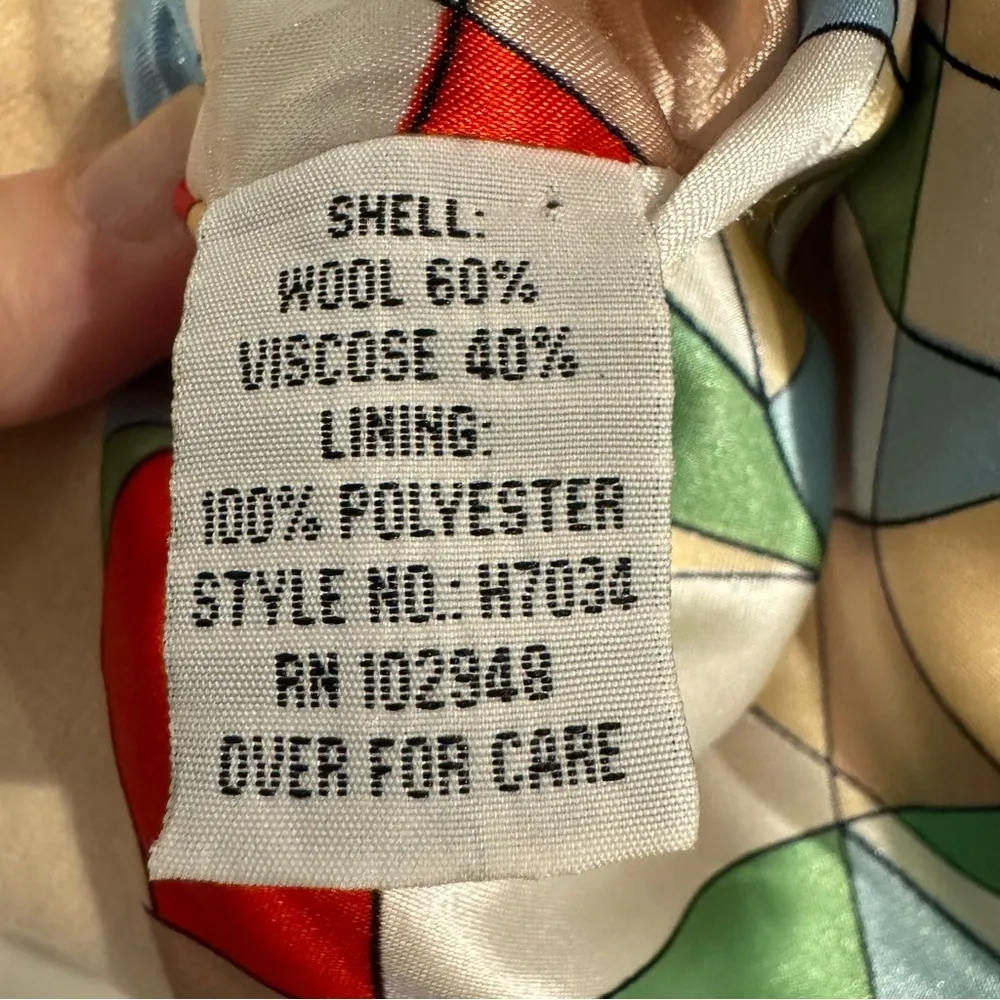 SHELL:
WOOL 60%
VISCOSE 40%
LINING:
100% POLYESTER
STYLE NO.: H7034
RN 102948
OVER FOR CARE